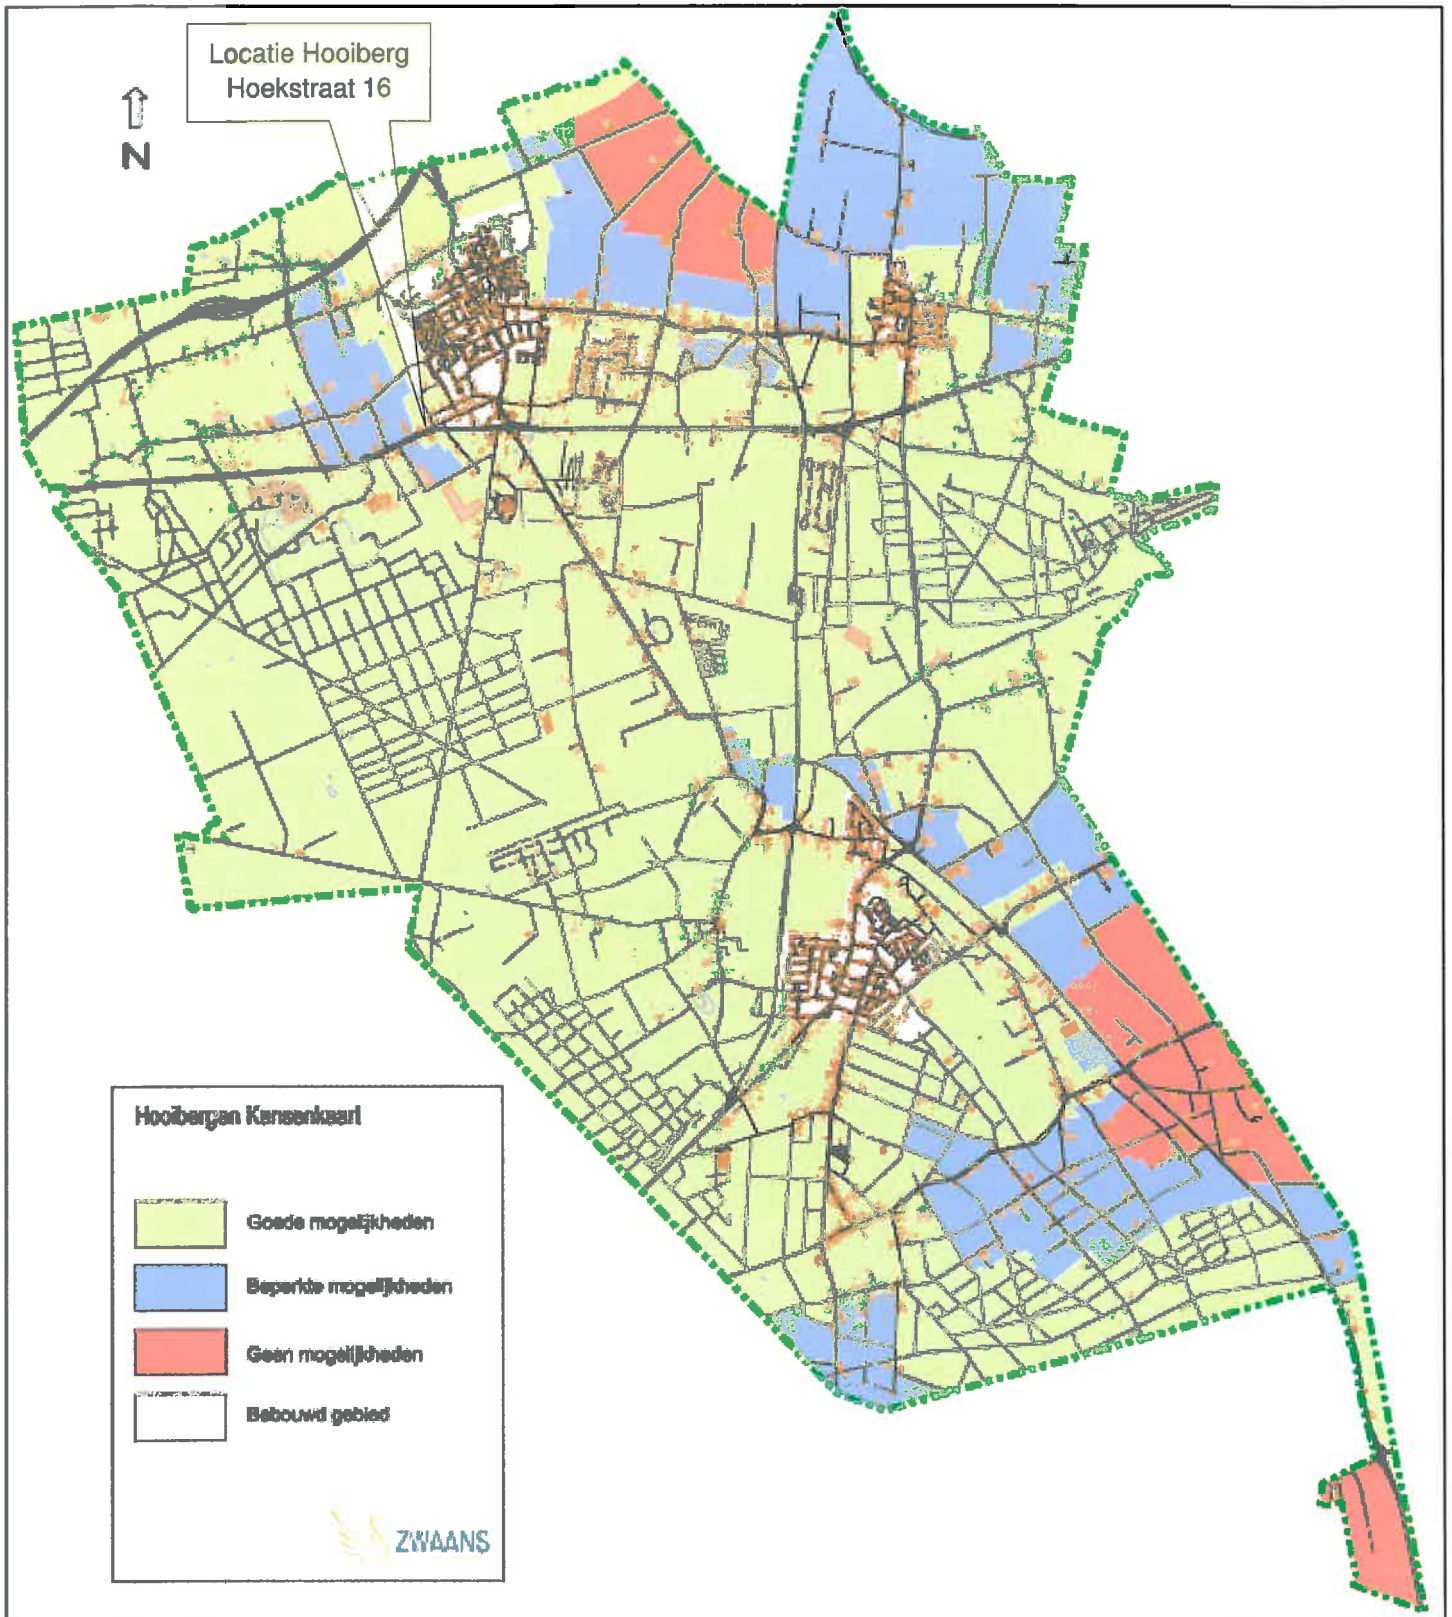 Locatie Hooiberg
Hoekstraat 16
N
Hooibergen Kansenkaart
Goede mogelijkheden
Beperkte mogelijkheden
Geen mogelijkheden
Bebouwd gebied
ZWAANS